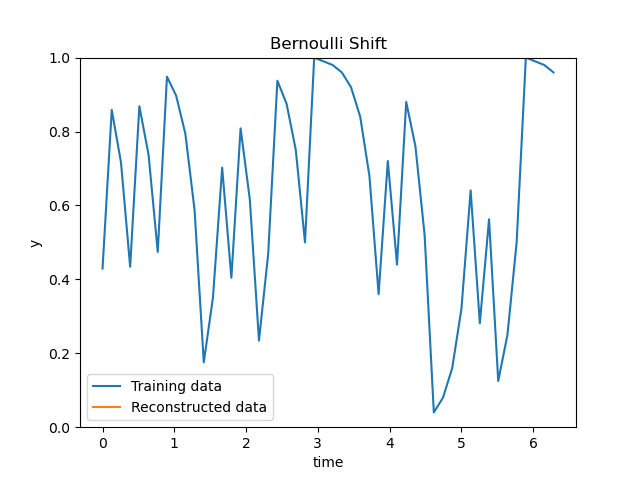 Bernoulli Shift
1.0
0.8
0.6
0.4
0.2
0.0
y
Training data
Reconstructed data
0 1 2 3 4 5 6
time